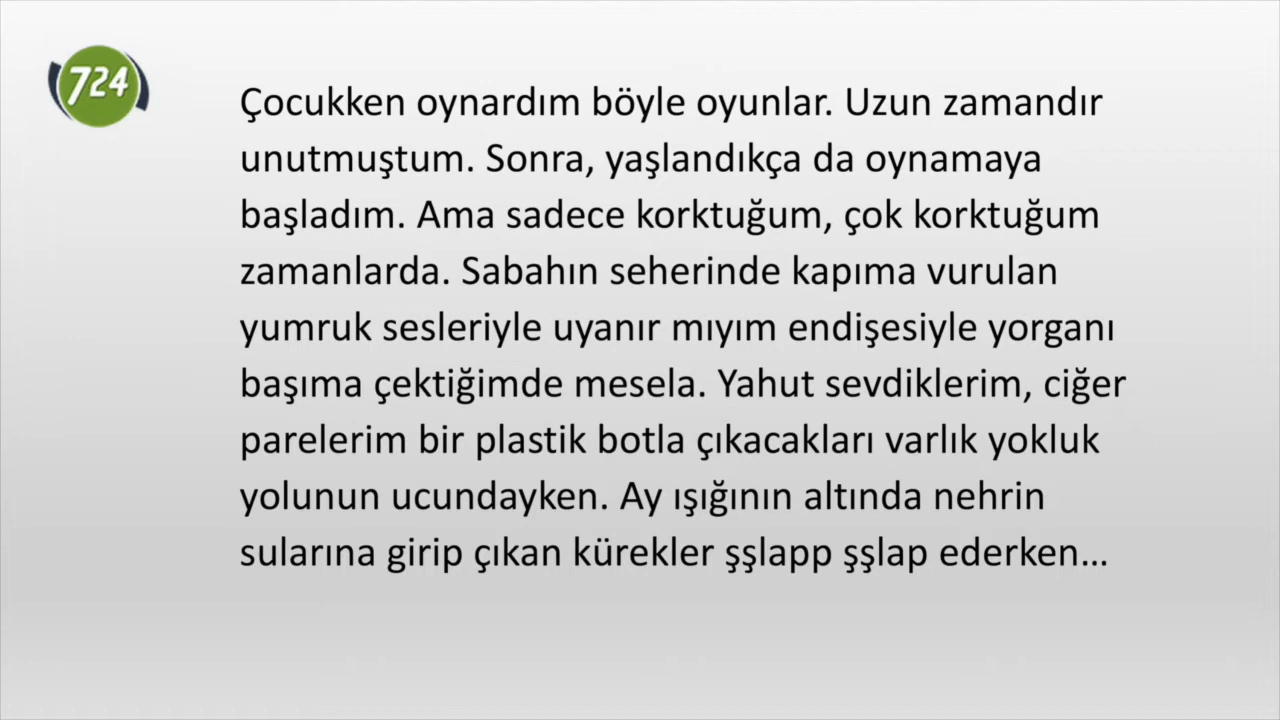 724
Çocukken oynardım böyle oyunlar. Uzun zamandır
unutmuştum. Sonra, yaşlandıkça da oynamaya
başladım. Ama sadece korktuğum, çok korktuğum
zamanlarda. Sabahın seherinde kapıma vurulan
yumruk sesleriyle uyanır mıyım endişesiyle yorganı
başıma çektiğimde mesela. Yahut sevdiklerim, ciğer
parelerim bir plastik botla çıkacakları varlık yokluk
yolunun ucundayken. Ay ışığının altında nehrin
sularına girip çıkan kürekler şşlapp şşlap ederken…